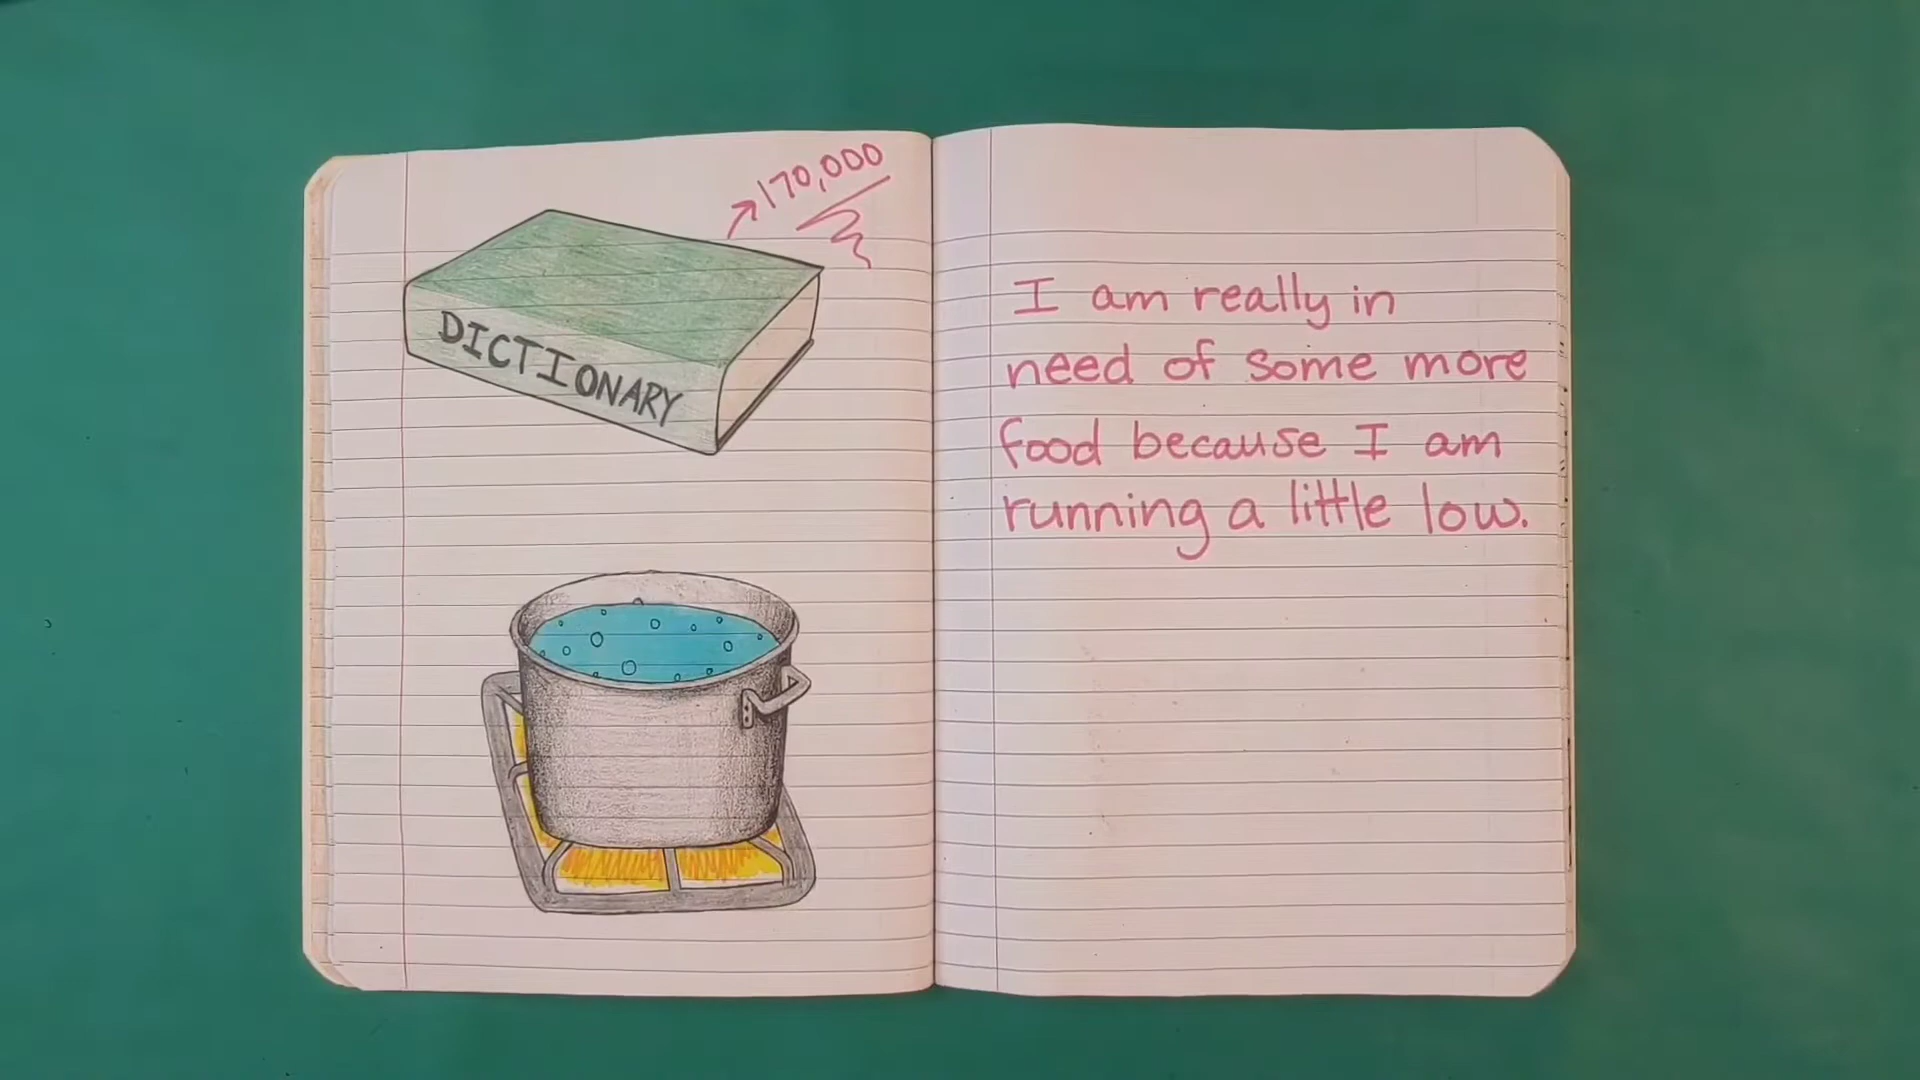 170,000
DICTIONARY
I am really in
need of some more
food because I am
running a little low.